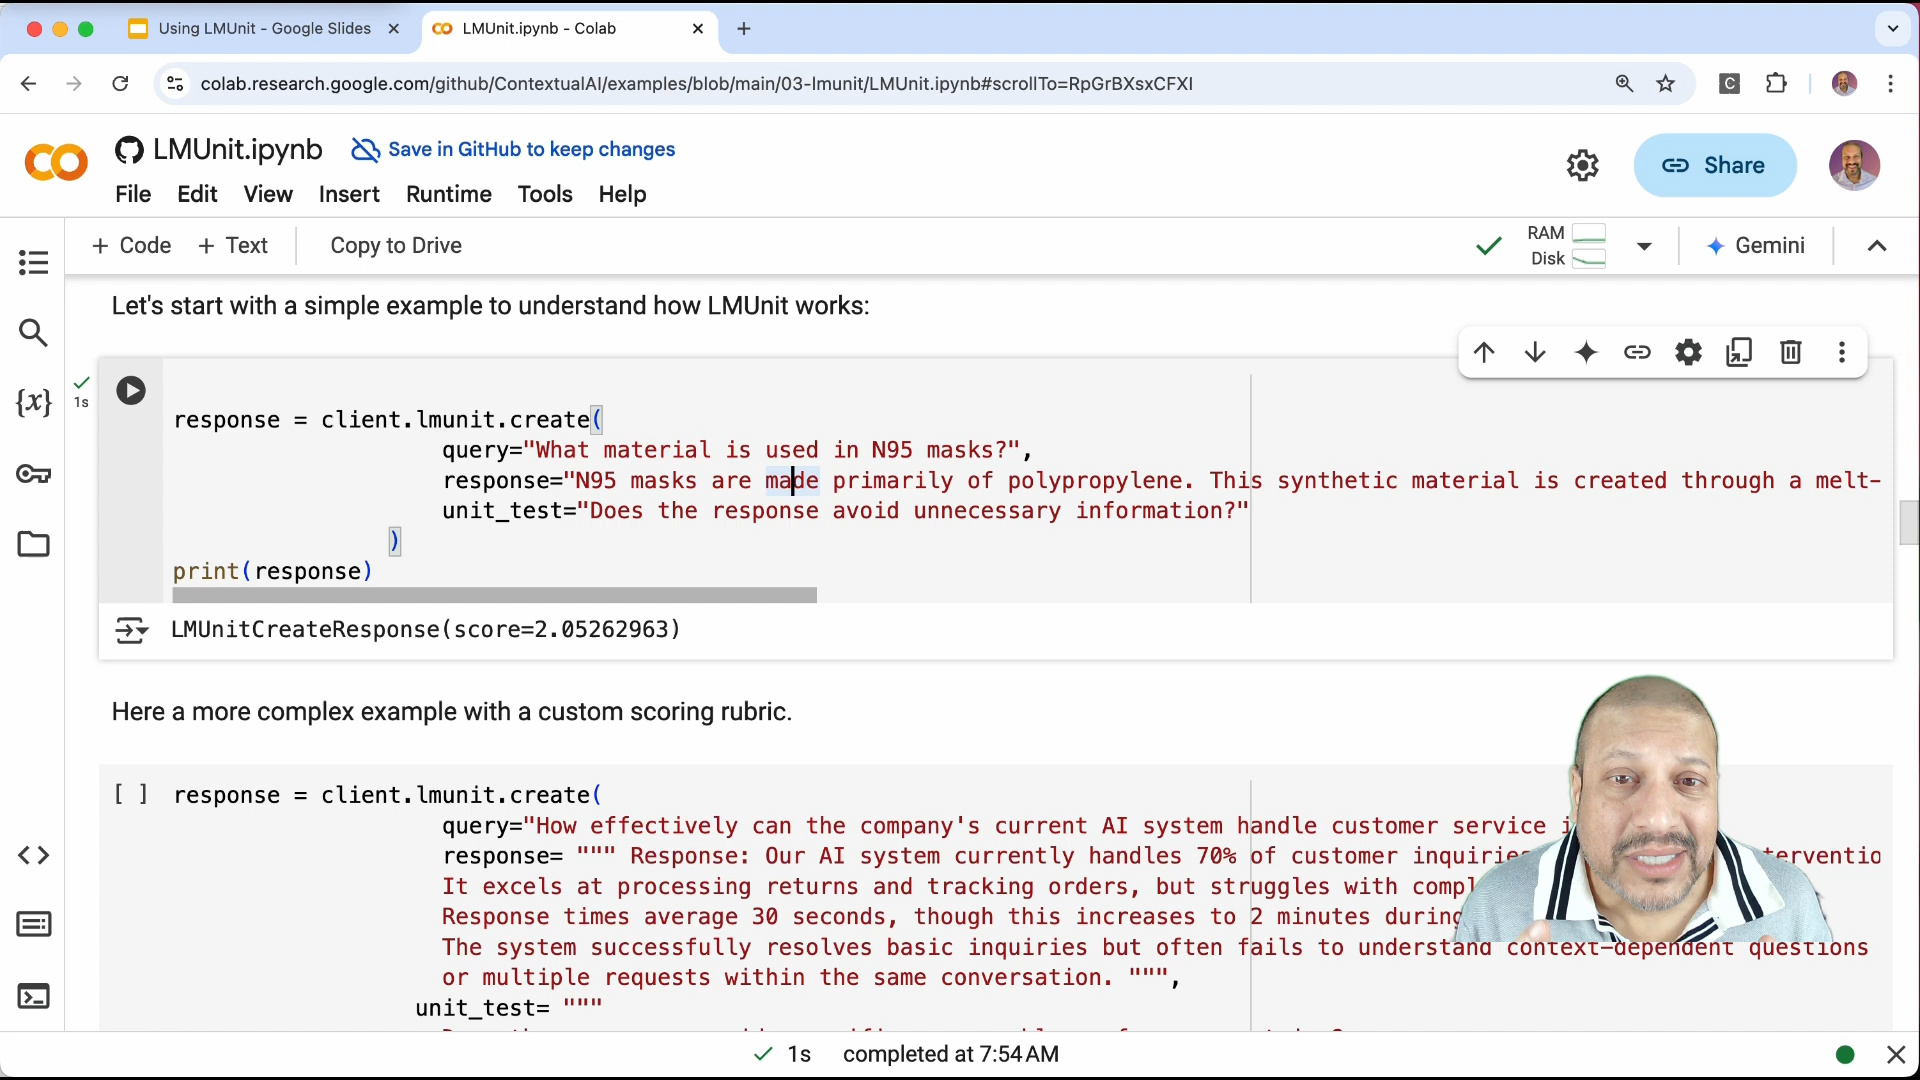 Using LMUnit - Google Slides
LMUnit.ipynb - Colab
colab.research.google.com/github/ContextualAI/examples/blob/main/03-lmunit/LMUnit.ipynb#scrollTo=RpGrBXsxCFXI
C
LMUnit.ipynb
Save in GitHub to keep changes
Share
File Edit View Insert Runtime Tools Help
+ Code + Text Copy to Drive
RAM
Disk
Gemini
Let's start with a simple example to understand how LMUnit works:
{x}
1s
response = client.lmunit.create(
query="What material is used in N95 masks?",
response="N95 masks are made primarily of polypropylene. This synthetic material is created through a melt-
unit_test="Does the response avoid unnecessary information?"
)
print(response)
LMUnitCreateResponse(score=2.05262963)
Here a more complex example with a custom scoring rubric.
[ ] response = client.lmunit.create(
query="How effectively can the company's current AI system handle customer service i
response= """ Response: Our AI system currently handles 70% of customer inquirie tervention
It excels at processing returns and tracking orders, but struggles with compl
Response times average 30 seconds, though this increases to 2 minutes during
The system successfully resolves basic inquiries but often fails to understand context-dependent questions
or multiple requests within the same conversation. """,
unit_test= """
1s completed at 7:54 AM